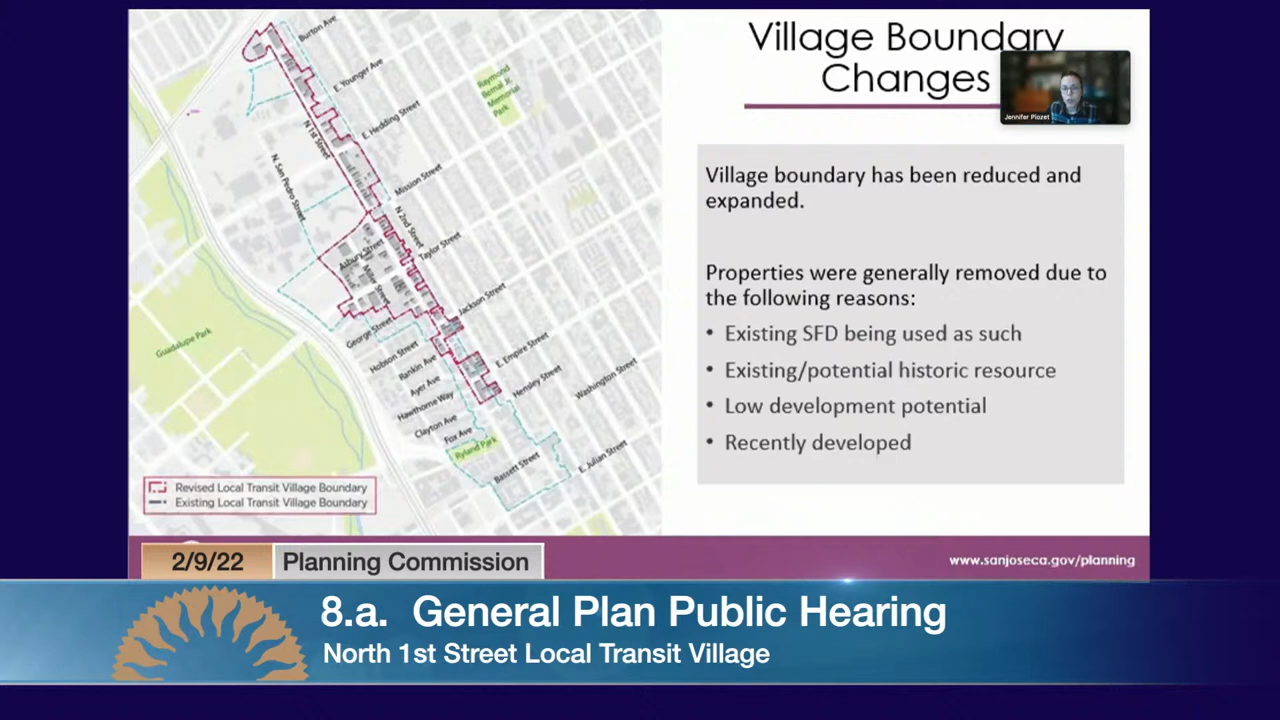 Village Boundary
Changes
Jennifer Piozet
Village boundary has been reduced and
expanded.
Properties were generally removed due to
the following reasons:
• Existing SFD being used as such
• Existing/potential historic resource
• Low development potential
• Recently developed
Burton Ave
E. Younger Ave
Raymond
Bernal Jr.
Memorial
Park
E. Hedding Street
N 1st Street
N. San Pedro Street
Mission Street
N 2nd Street
Taylor Street
Asbury Street
Miller Street
Jackson Street
George Street
Guadalupe Park
Hobson Street
E. Empire Street
Rankin Ave
Ayer Ave
Hensley Street
Washington Street
Hawthorne Way
Clayton Ave
Fox Ave
Ryland Park
Bassett Street
E. Julian Street
Revised Local Transit Village Boundary
Existing Local Transit Village Boundary
www.sanjoseca.gov/planning
2/9/22 Planning Commission
8.a. General Plan Public Hearing
North 1st Street Local Transit Village